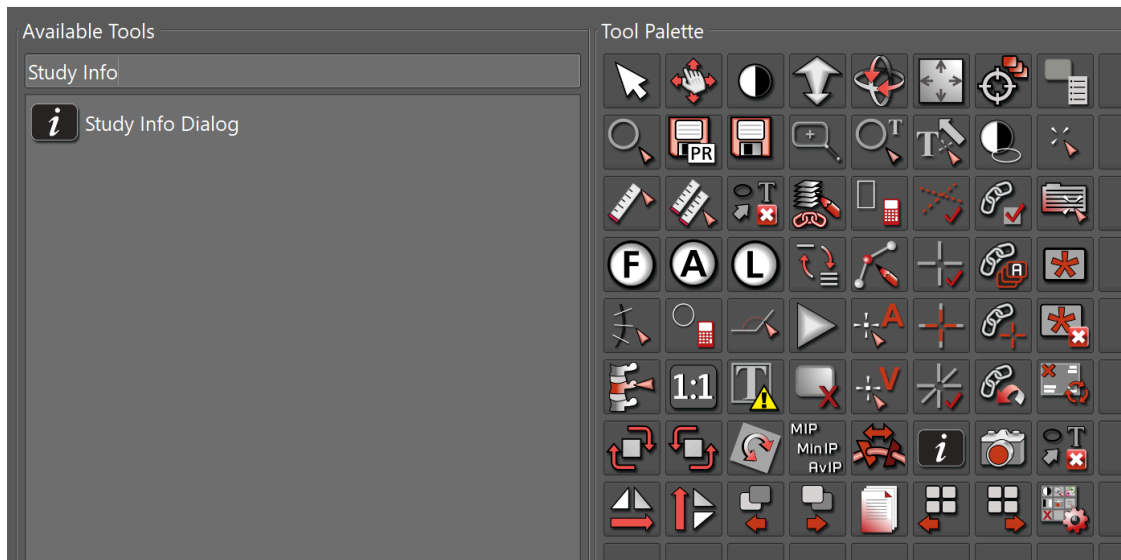 Available Tools
Tool Palette
Study Info
i Study Info Dialog
PR
T
T
T
F
A
L
A
A
1:1
T
V
MIP
MinIP
AvIP
i
T